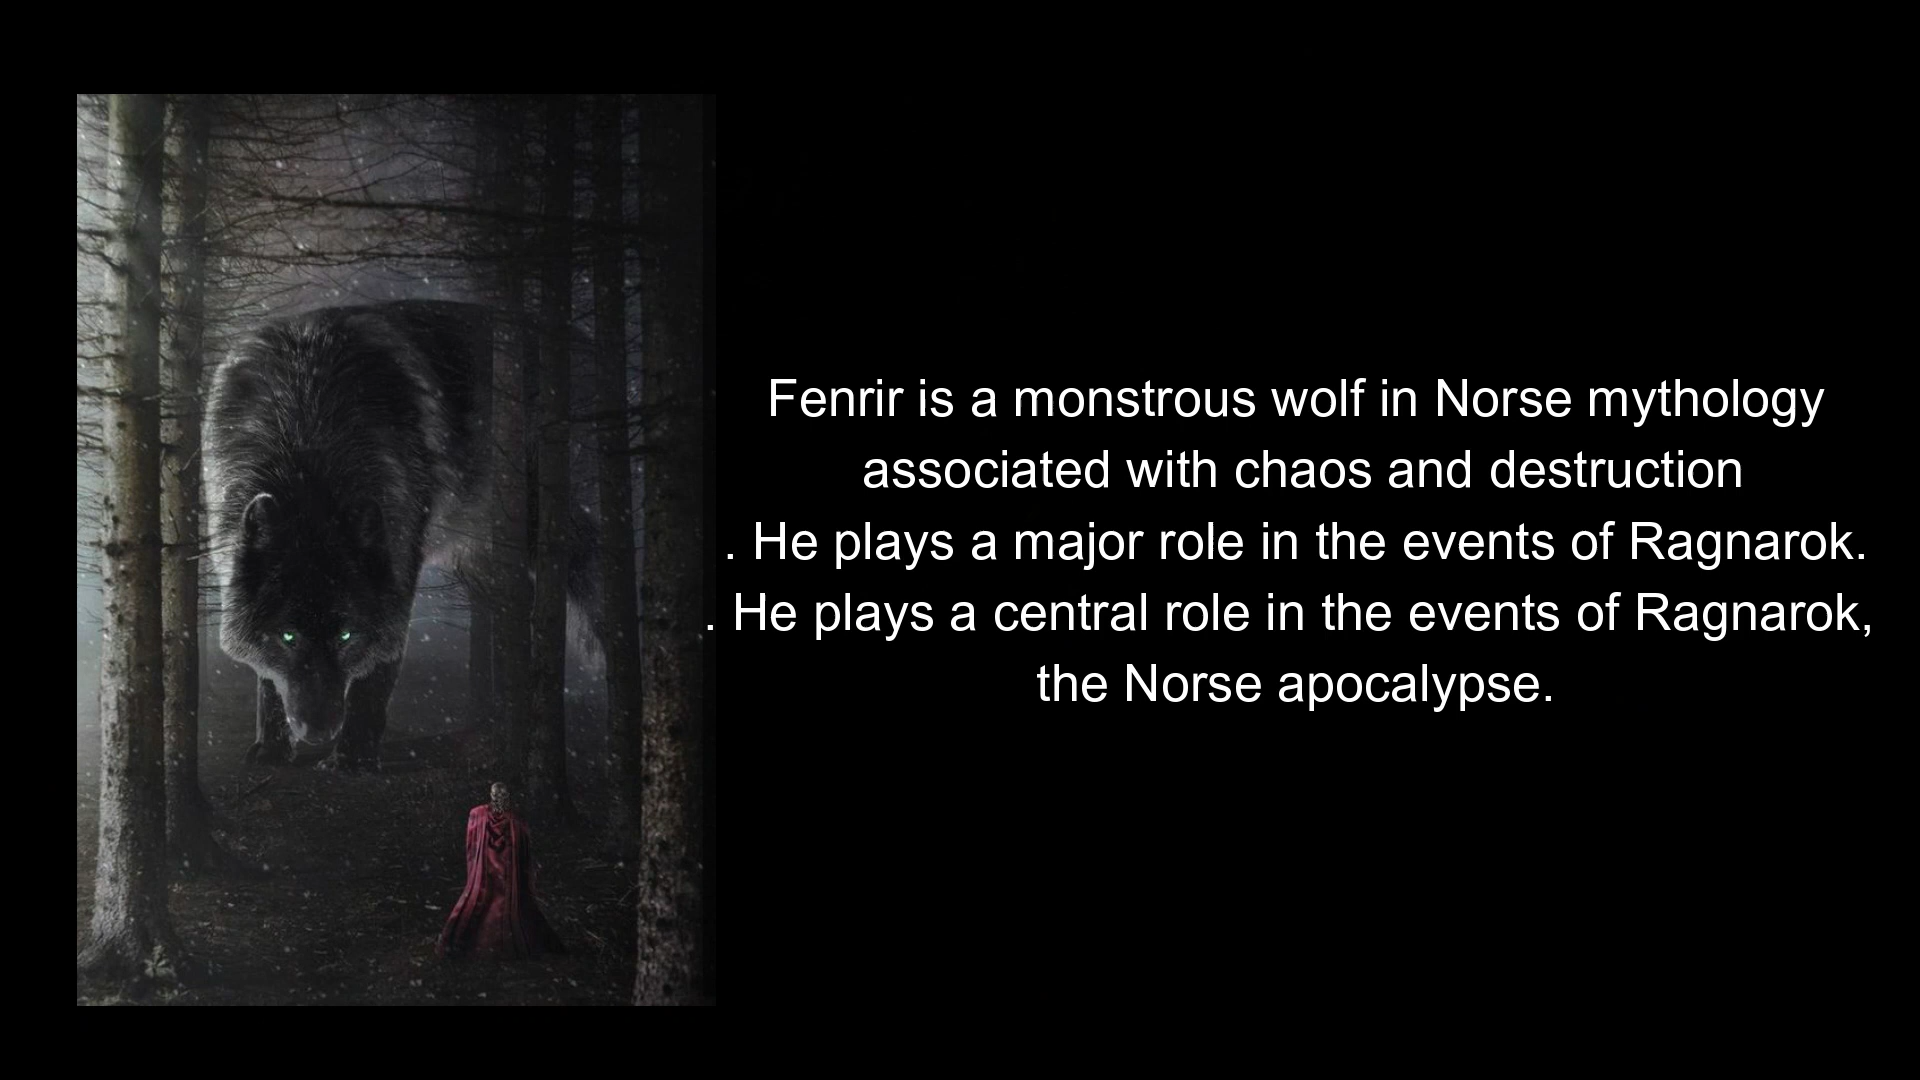 Fenrir is a monstrous wolf in Norse mythology
associated with chaos and destruction
. He plays a major role in the events of Ragnarok.
. He plays a central role in the events of Ragnarok,
the Norse apocalypse.